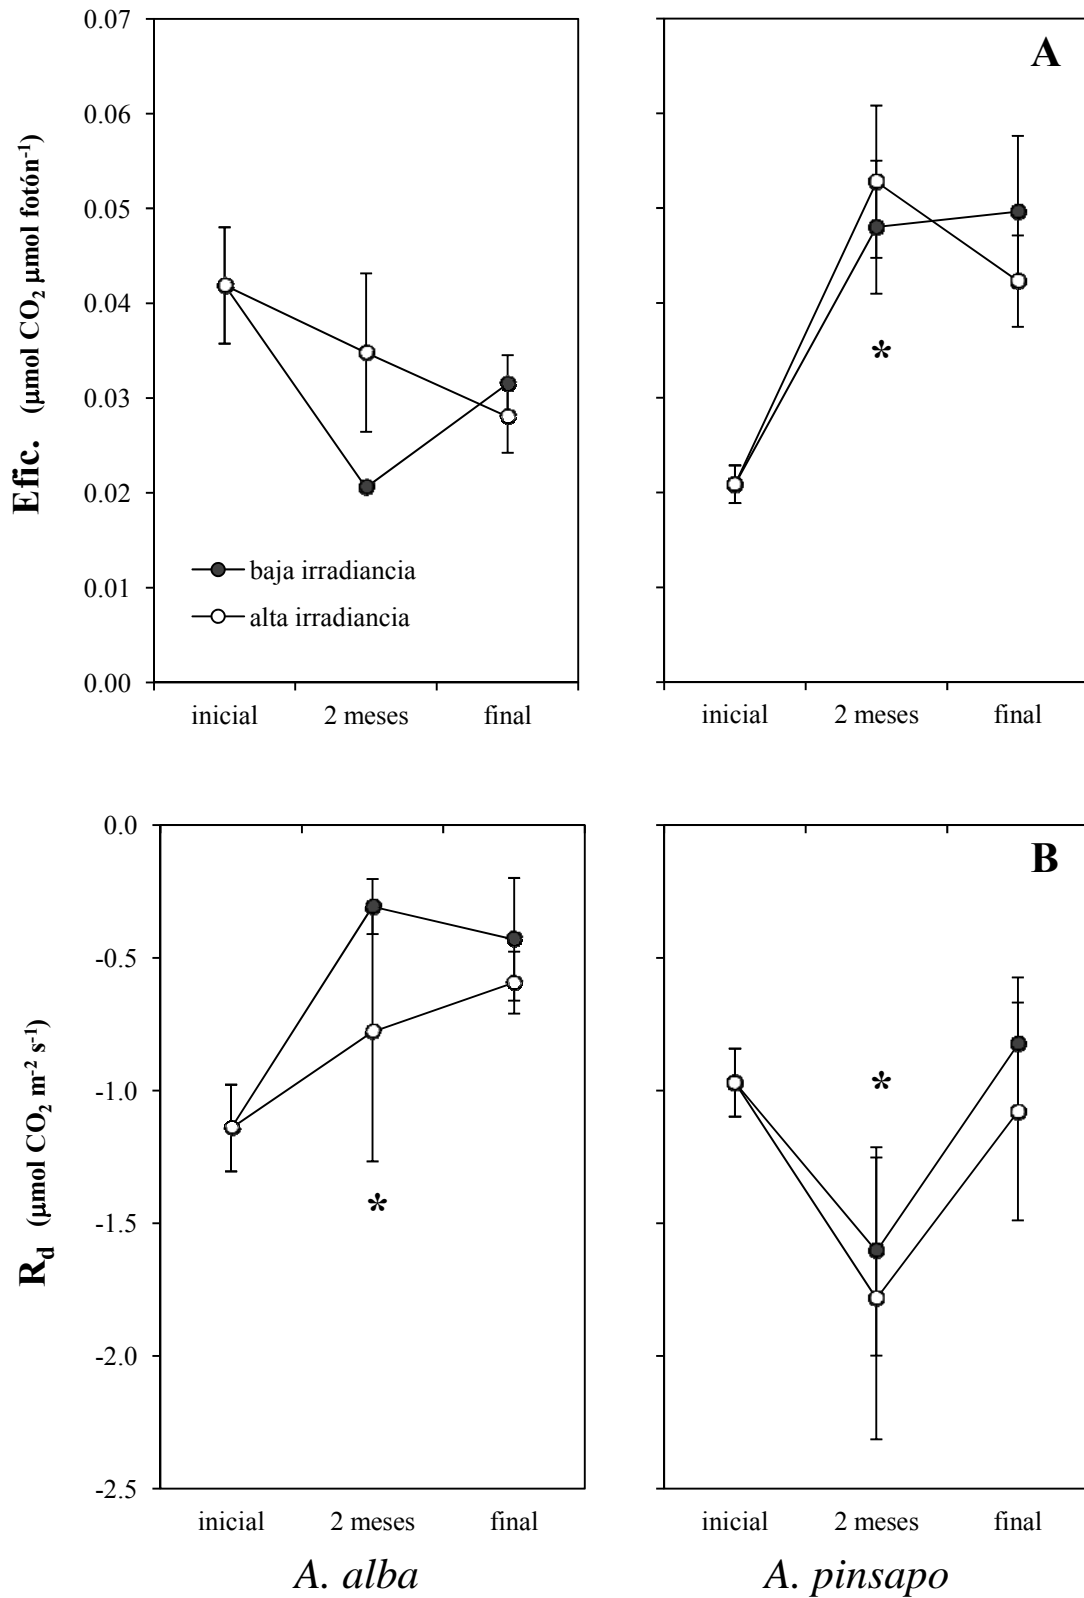 A
Efic. (μmol CO₂ μmol fotón⁻¹)
0.07
0.06
0.05
0.04
0.03
0.02
0.01
0.00
baja irradiancia
alta irradiancia
*
inicial 2 meses final
inicial 2 meses final
B
R_d (μmol CO₂ m⁻² s⁻¹)
0.0
-0.5
-1.0
-1.5
-2.0
-2.5
*
*
inicial 2 meses final
inicial 2 meses final
A. alba
A. pinsapo